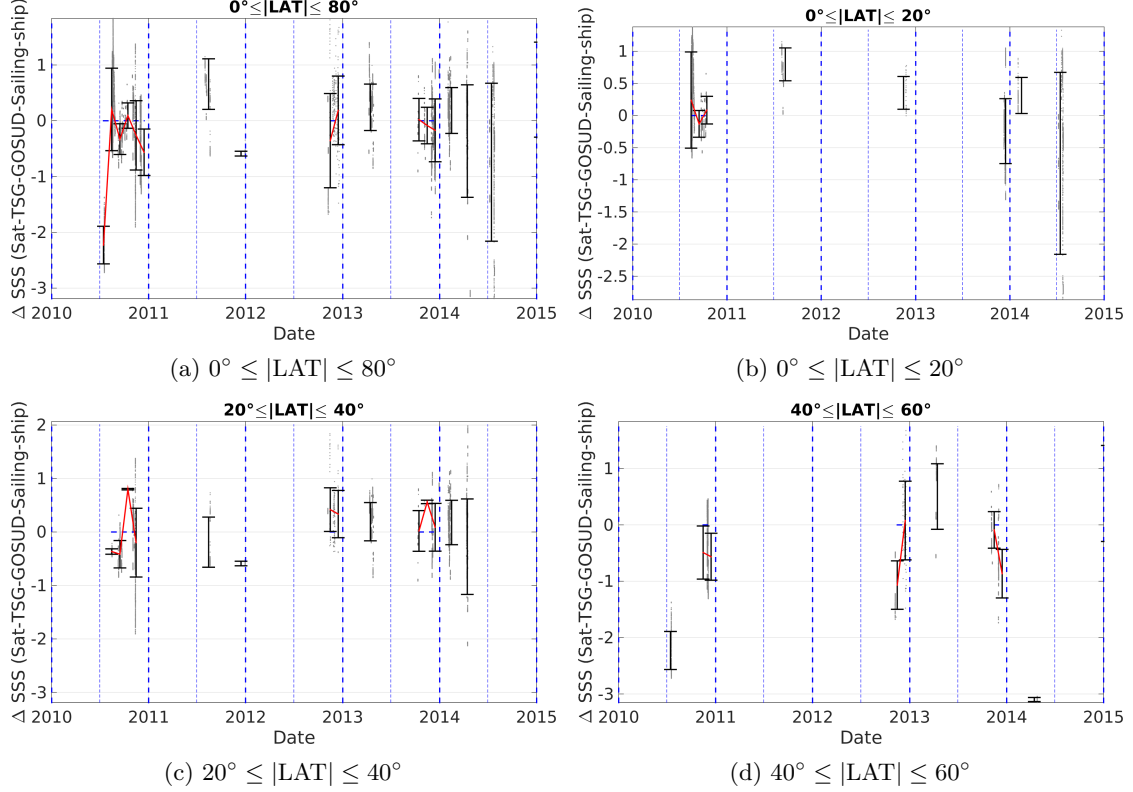 0°≤|LAT|≤ 80°
Δ SSS (Sat-TSG-GOSUD-Sailing-ship)
1
0
-1
-2
-3
2010 2011 2012 2013 2014 2015
Date
(a) 0° ≤ |LAT| ≤ 80°
0°≤|LAT|≤ 20°
Δ SSS (Sat-TSG-GOSUD-Sailing-ship)
1
0.5
0
-0.5
-1
-1.5
-2
-2.5
2010 2011 2012 2013 2014 2015
Date
(b) 0° ≤ |LAT| ≤ 20°
20°≤|LAT|≤ 40°
Δ SSS (Sat-TSG-GOSUD-Sailing-ship)
2
1
0
-1
-2
-3
2010 2011 2012 2013 2014 2015
Date
(c) 20° ≤ |LAT| ≤ 40°
40°≤|LAT|≤ 60°
Δ SSS (Sat-TSG-GOSUD-Sailing-ship)
1
0
-1
-2
-3
2010 2011 2012 2013 2014 2015
Date
(d) 40° ≤ |LAT| ≤ 60°